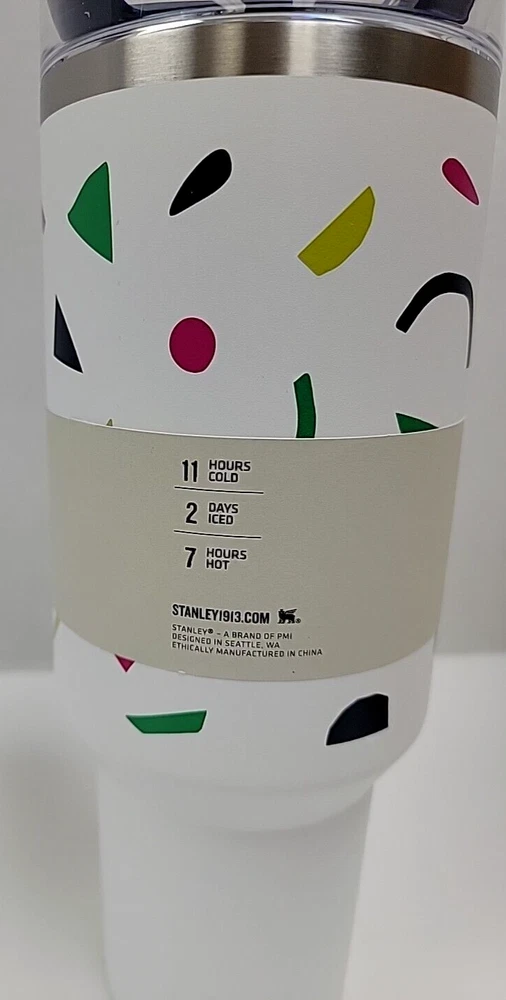 11 HOURS
COLD
2 DAYS
ICED
7 HOURS
HOT
STANLEY1913.COM
STANLEY® - A BRAND OF PMI
DESIGNED IN SEATTLE, WA
ETHICALLY MANUFACTURED IN CHINA